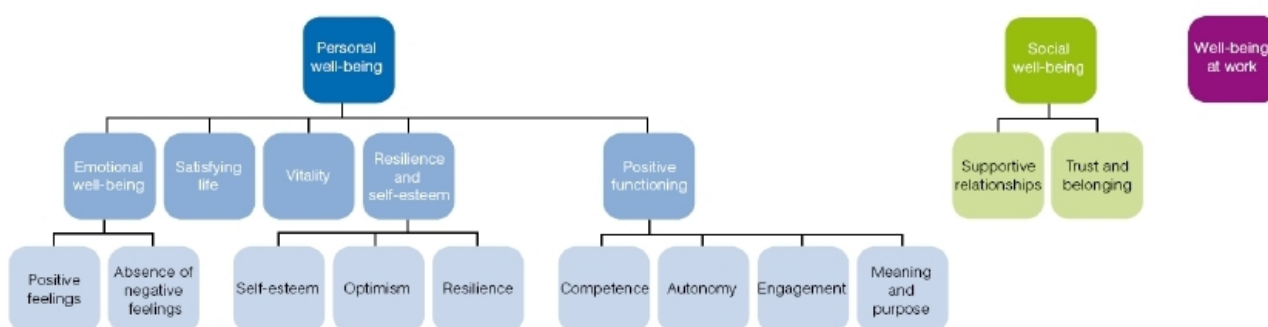 Personal
well-being
Social
well-being
Well-being
at work
Emotional
well-being
Satisfying
life
Vitality
Resilience
and
self-esteem
Positive
functioning
Supportive
relationships
Trust and
belonging
Positive
feelings
Absence of
negative
feelings
Self-esteem
Optimism
Resilience
Competence
Autonomy
Engagement
Meaning
and
purpose